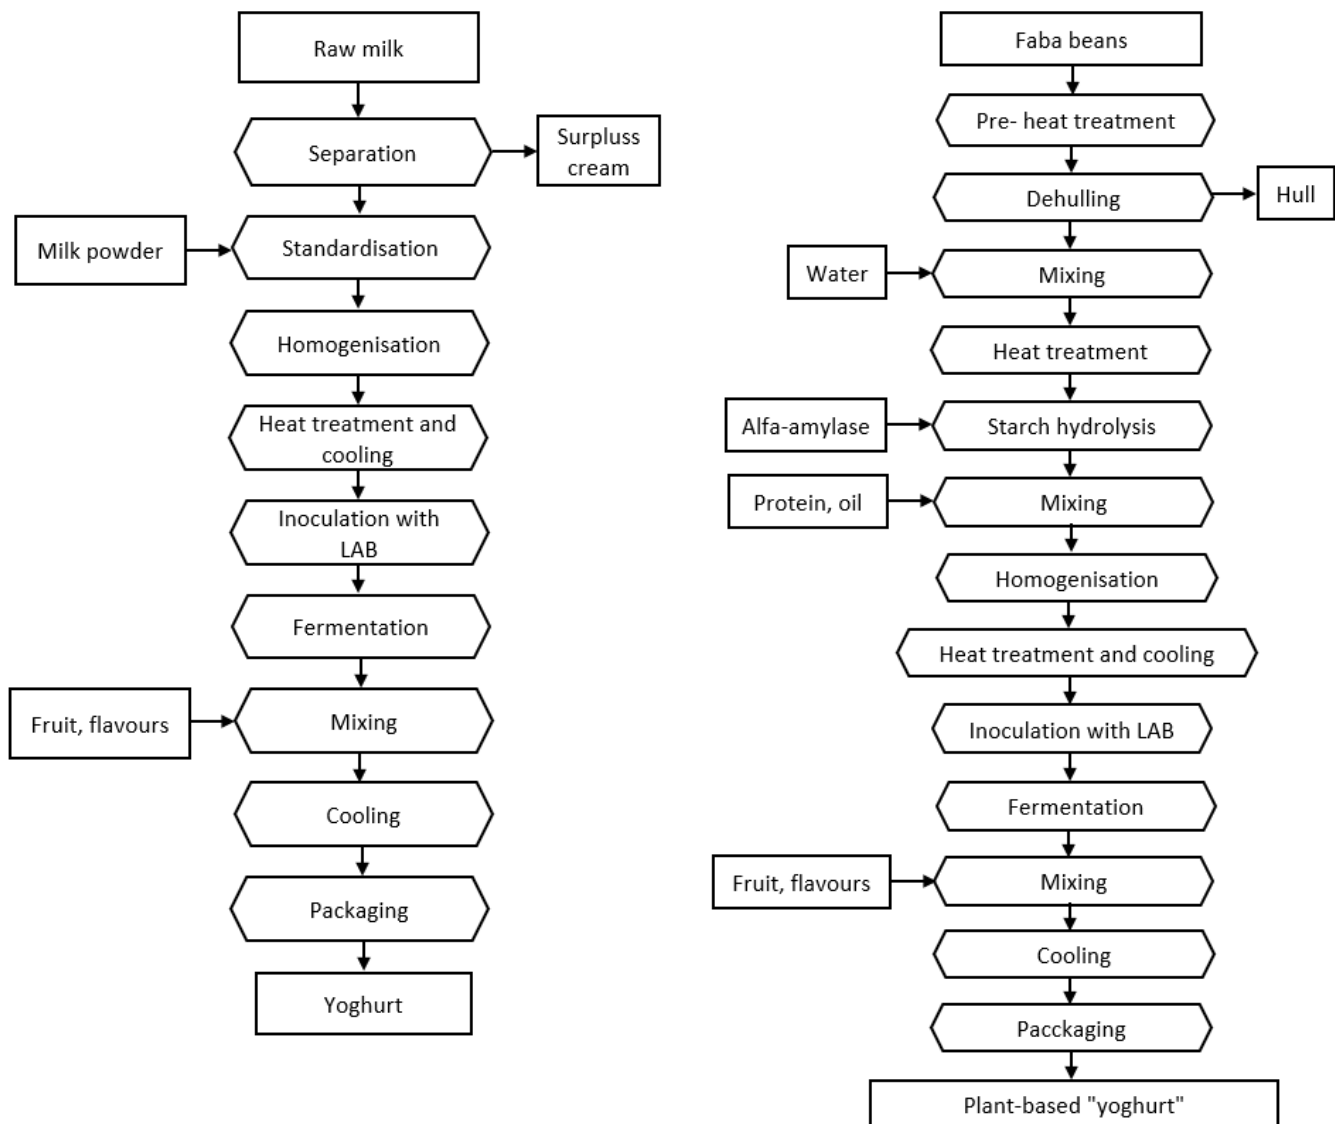 Raw milk
Separation
Surpluss
cream
Milk powder
Standardisation
Homogenisation
Heat treatment and
cooling
Inoculation with
LAB
Fermentation
Fruit, flavours
Mixing
Cooling
Packaging
Yoghurt
Faba beans
Pre- heat treatment
Dehulling
Hull
Water
Mixing
Heat treatment
Alfa-amylase
Starch hydrolysis
Protein, oil
Mixing
Homogenisation
Heat treatment and cooling
Inoculation with LAB
Fermentation
Fruit, flavours
Mixing
Cooling
Pacckaging
Plant-based "yoghurt"